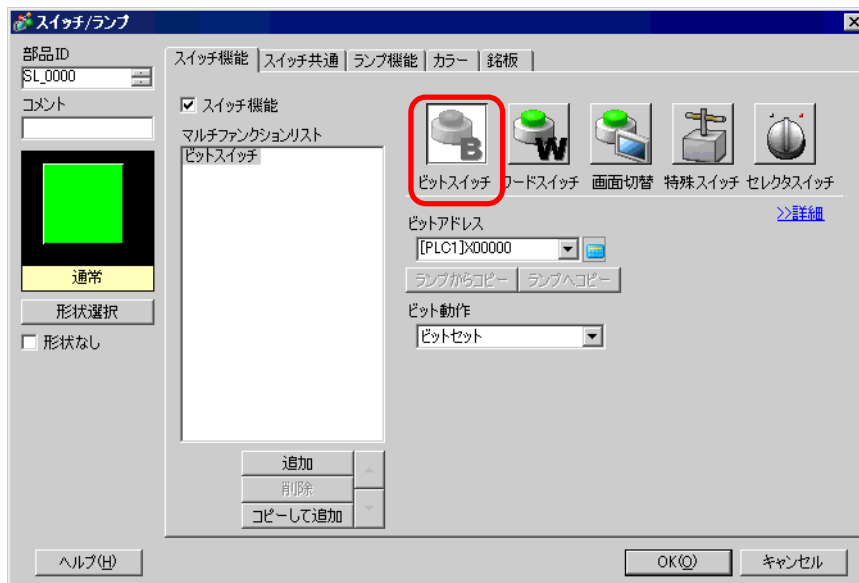 スイッチ/ランプ
部品ID
SL_0000
コメント
通常
形状選択
形状なし
スイッチ機能
スイッチ共通
ランプ機能
カラー
銘板
スイッチ機能
マルチファンクションリスト
ビットスイッチ
追加
削除
コピーして追加
B
W
ビットスイッチ
ワードスイッチ
画面切替
特殊スイッチ
セレクタスイッチ
>>詳細
ビットアドレス
[PLC1]X00000
ランプからコピー
ランプへコピー
ビット動作
ビットセット
ヘルプ(H)
OK(O)
キャンセル